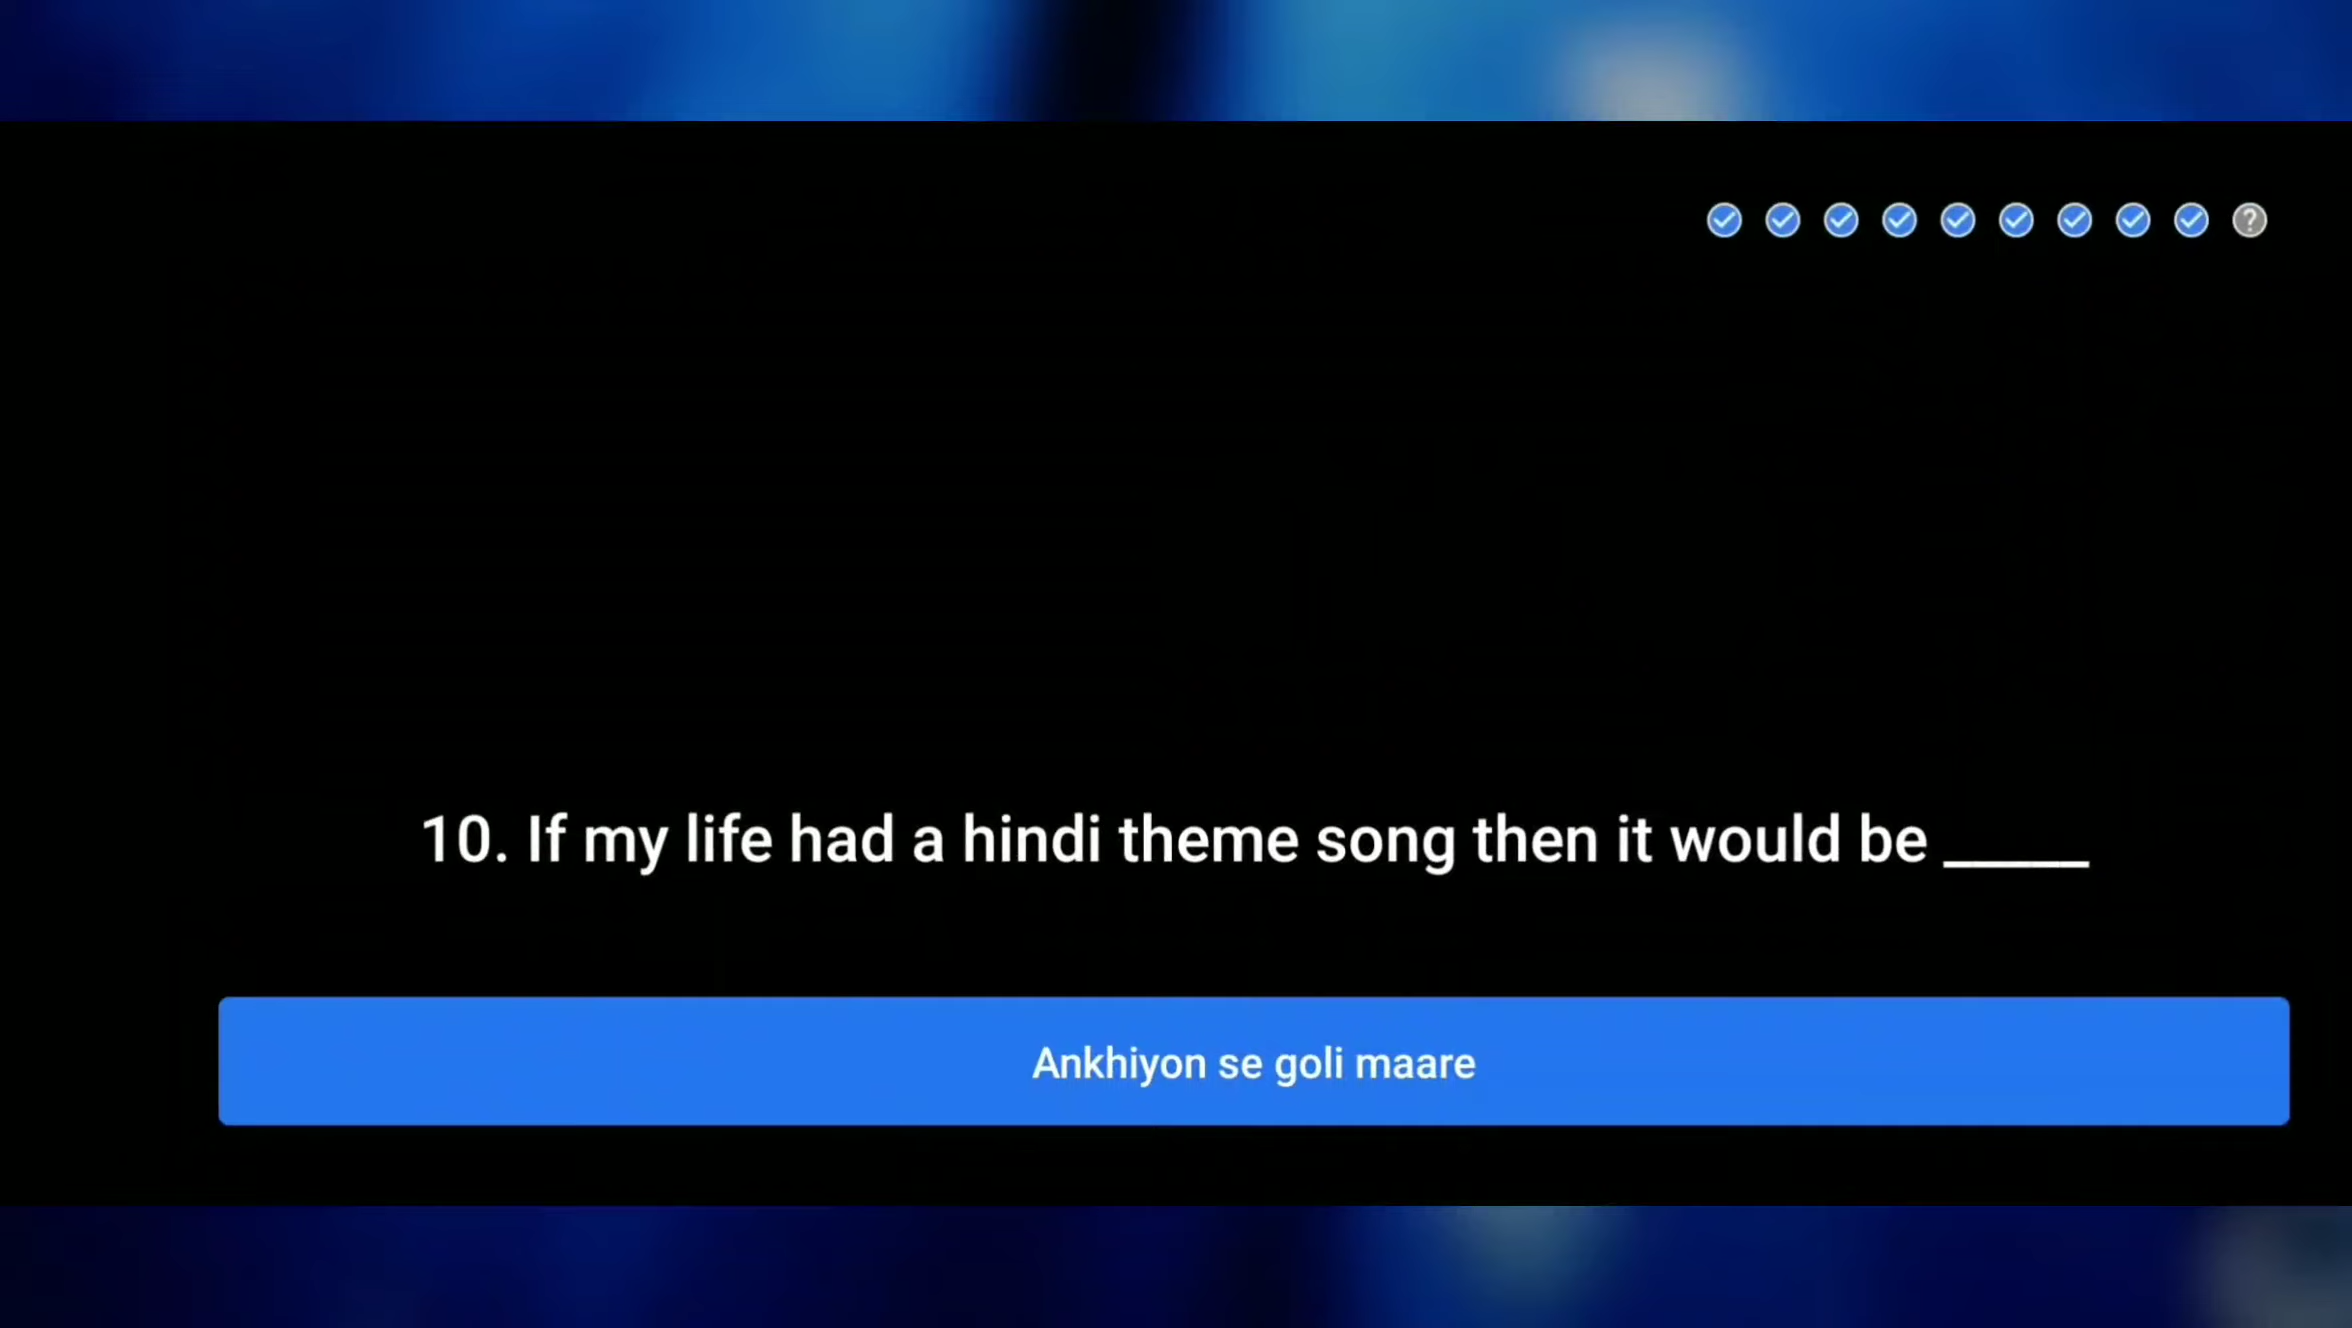 10. If my life had a hindi theme song then it would be _____
Ankhiyon se goli maare